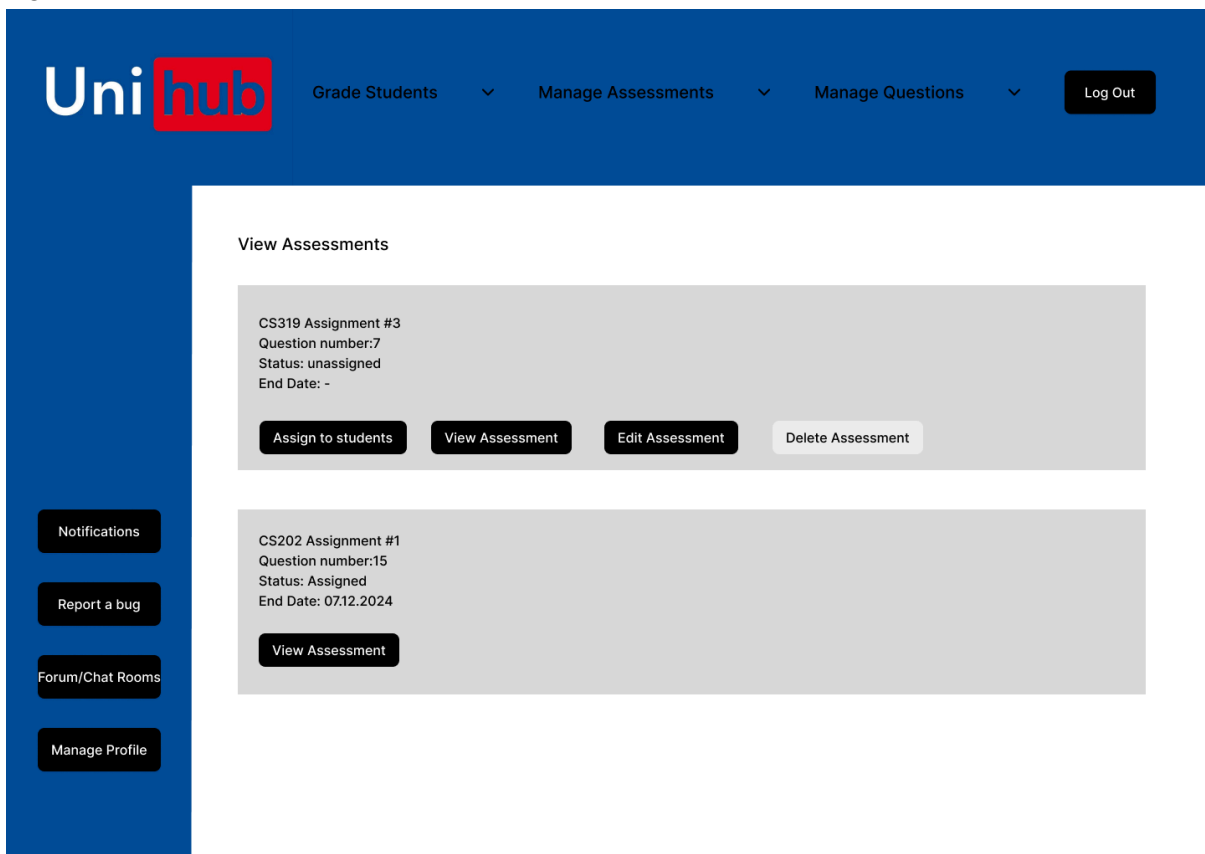 Uni hub
Grade Students
Manage Assessments
Manage Questions
Log Out
View Assessments
CS319 Assignment #3
Question number:7
Status: unassigned
End Date: -
Assign to students
View Assessment
Edit Assessment
Delete Assessment
CS202 Assignment #1
Question number:15
Status: Assigned
End Date: 07.12.2024
View Assessment
Notifications
Report a bug
Forum/Chat Rooms
Manage Profile